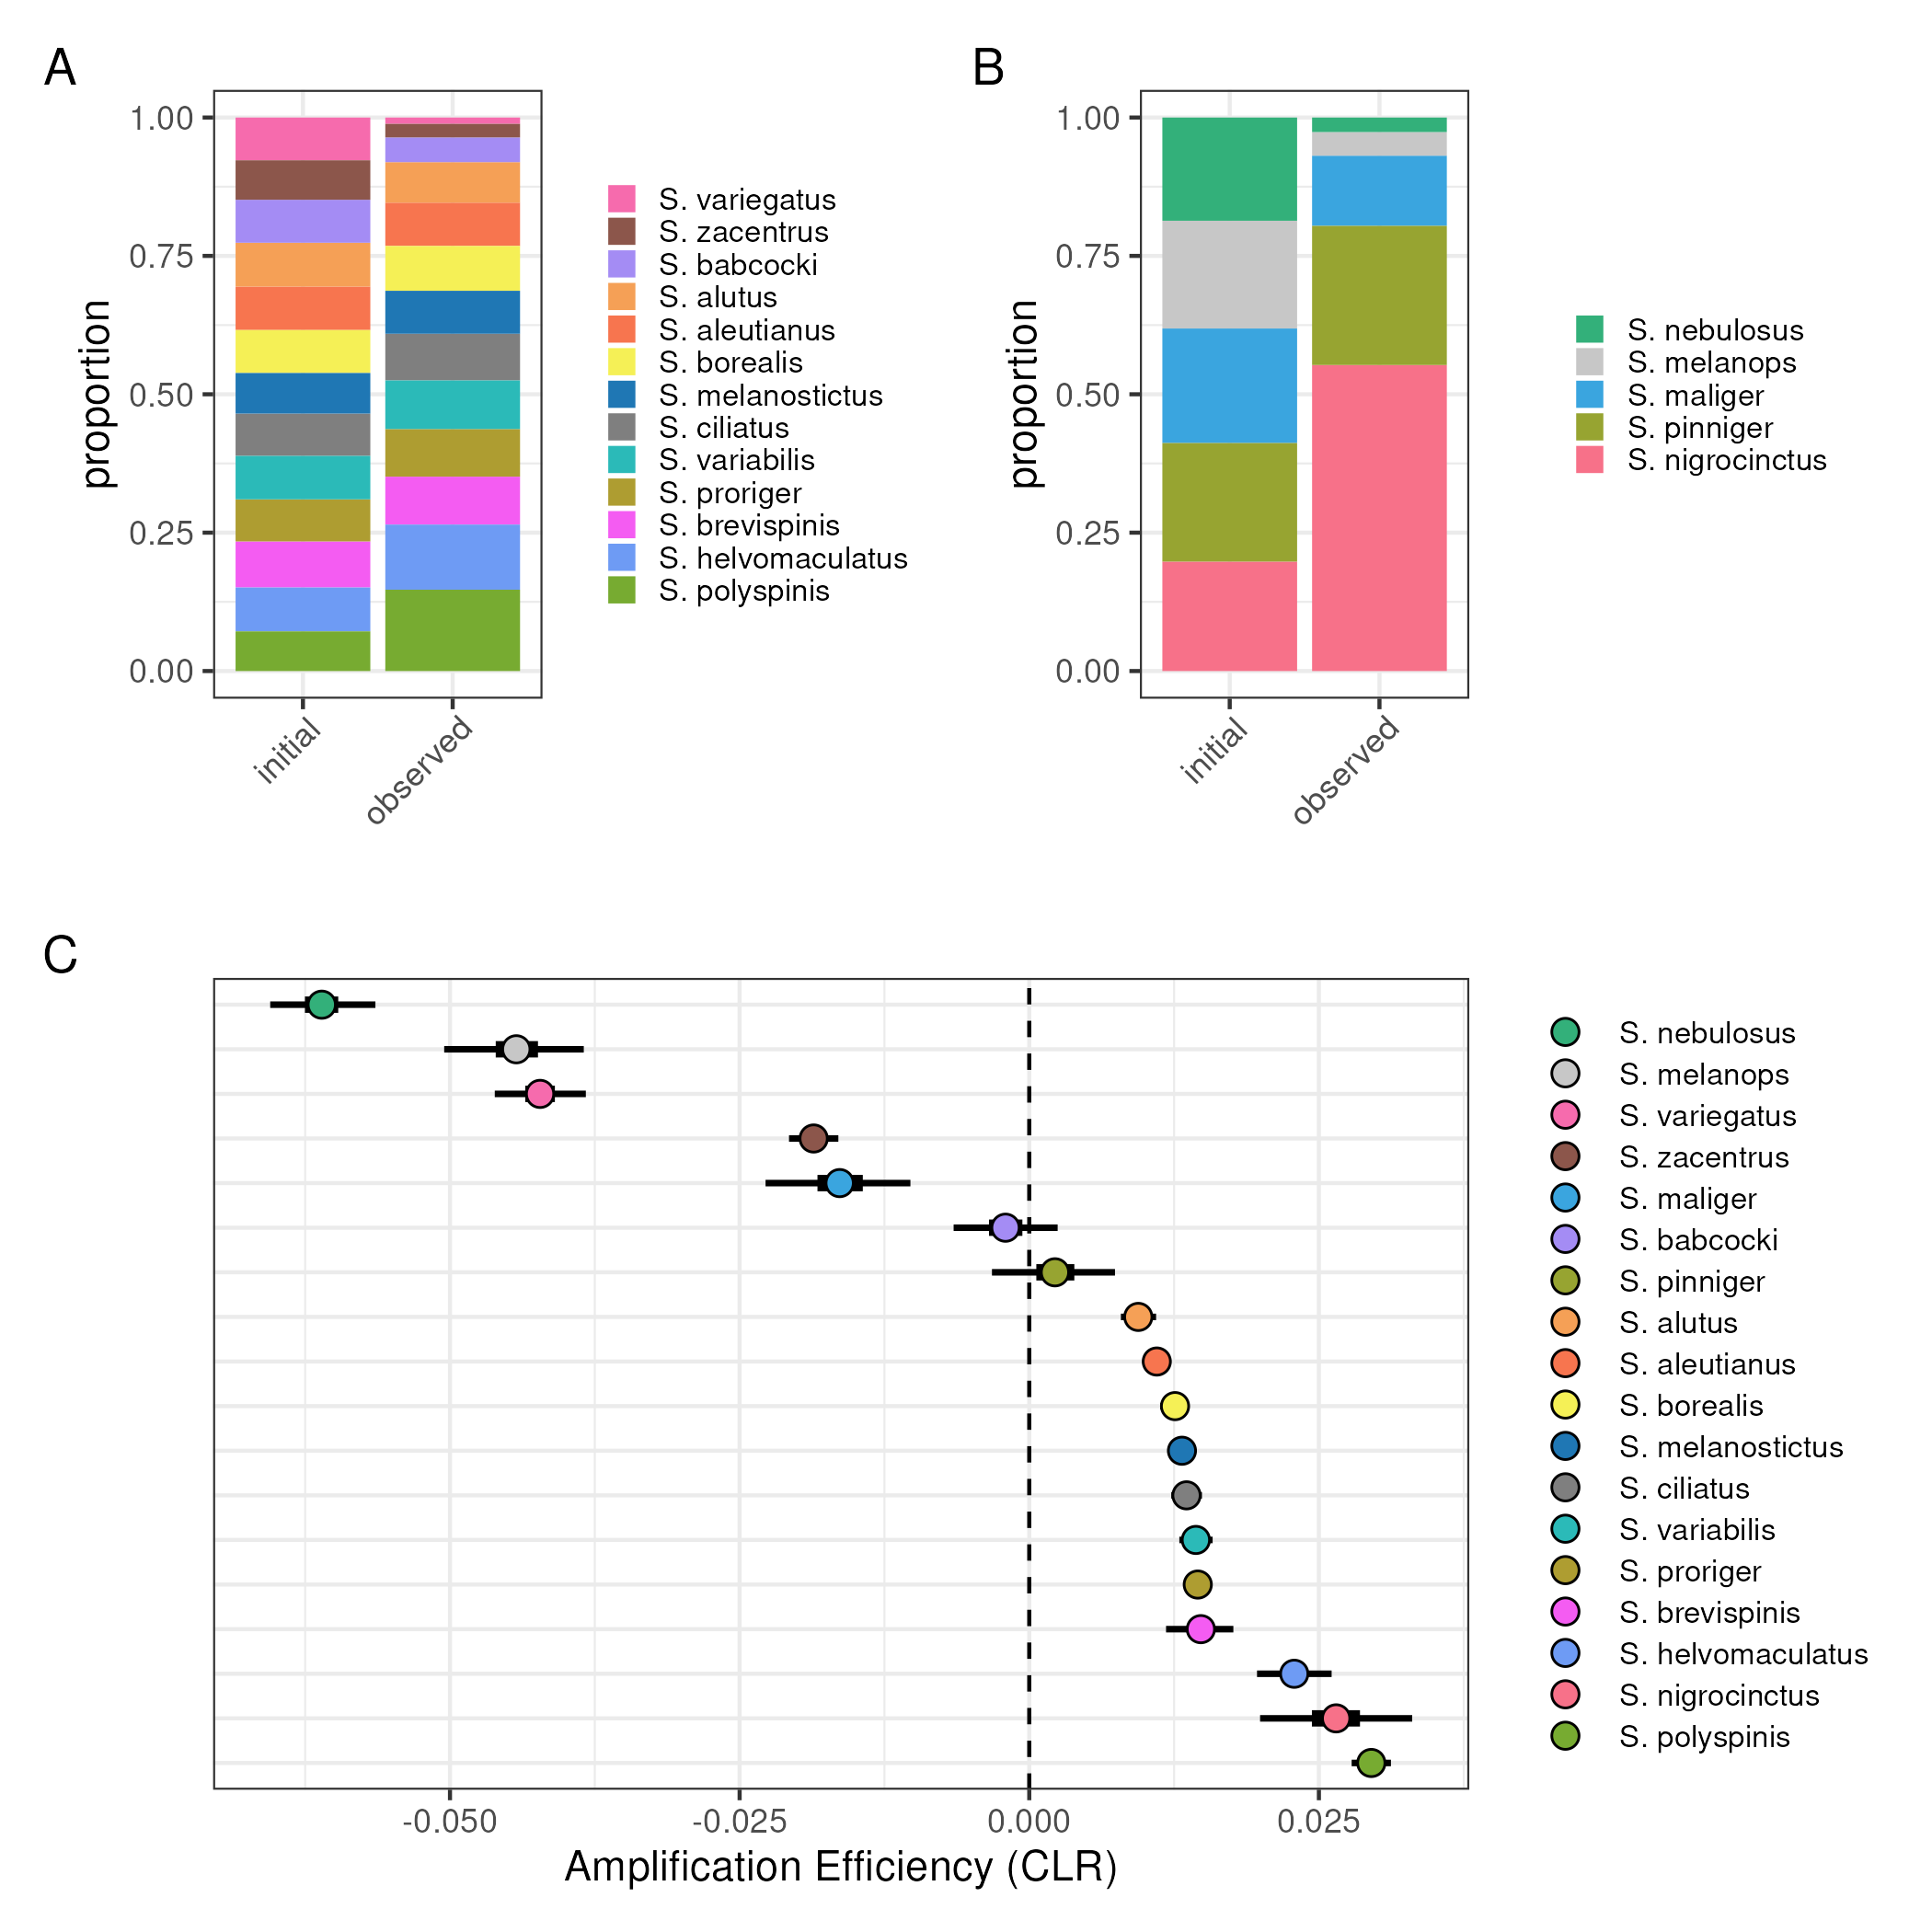 A
proportion
1.00
0.75
0.50
0.25
0.00
initial
observed
S. variegatus
S. zacentrus
S. babcocki
S. alutus
S. aleutianus
S. borealis
S. melanostictus
S. ciliatus
S. variabilis
S. proriger
S. brevispinis
S. helvomaculatus
S. polyspinis
B
proportion
1.00
0.75
0.50
0.25
0.00
initial
observed
S. nebulosus
S. melanops
S. maliger
S. pinniger
S. nigrocinctus
C
-0.050
-0.025
0.000
0.025
Amplification Efficiency (CLR)
S. nebulosus
S. melanops
S. variegatus
S. zacentrus
S. maliger
S. babcocki
S. pinniger
S. alutus
S. aleutianus
S. borealis
S. melanostictus
S. ciliatus
S. variabilis
S. proriger
S. brevispinis
S. helvomaculatus
S. nigrocinctus
S. polyspinis